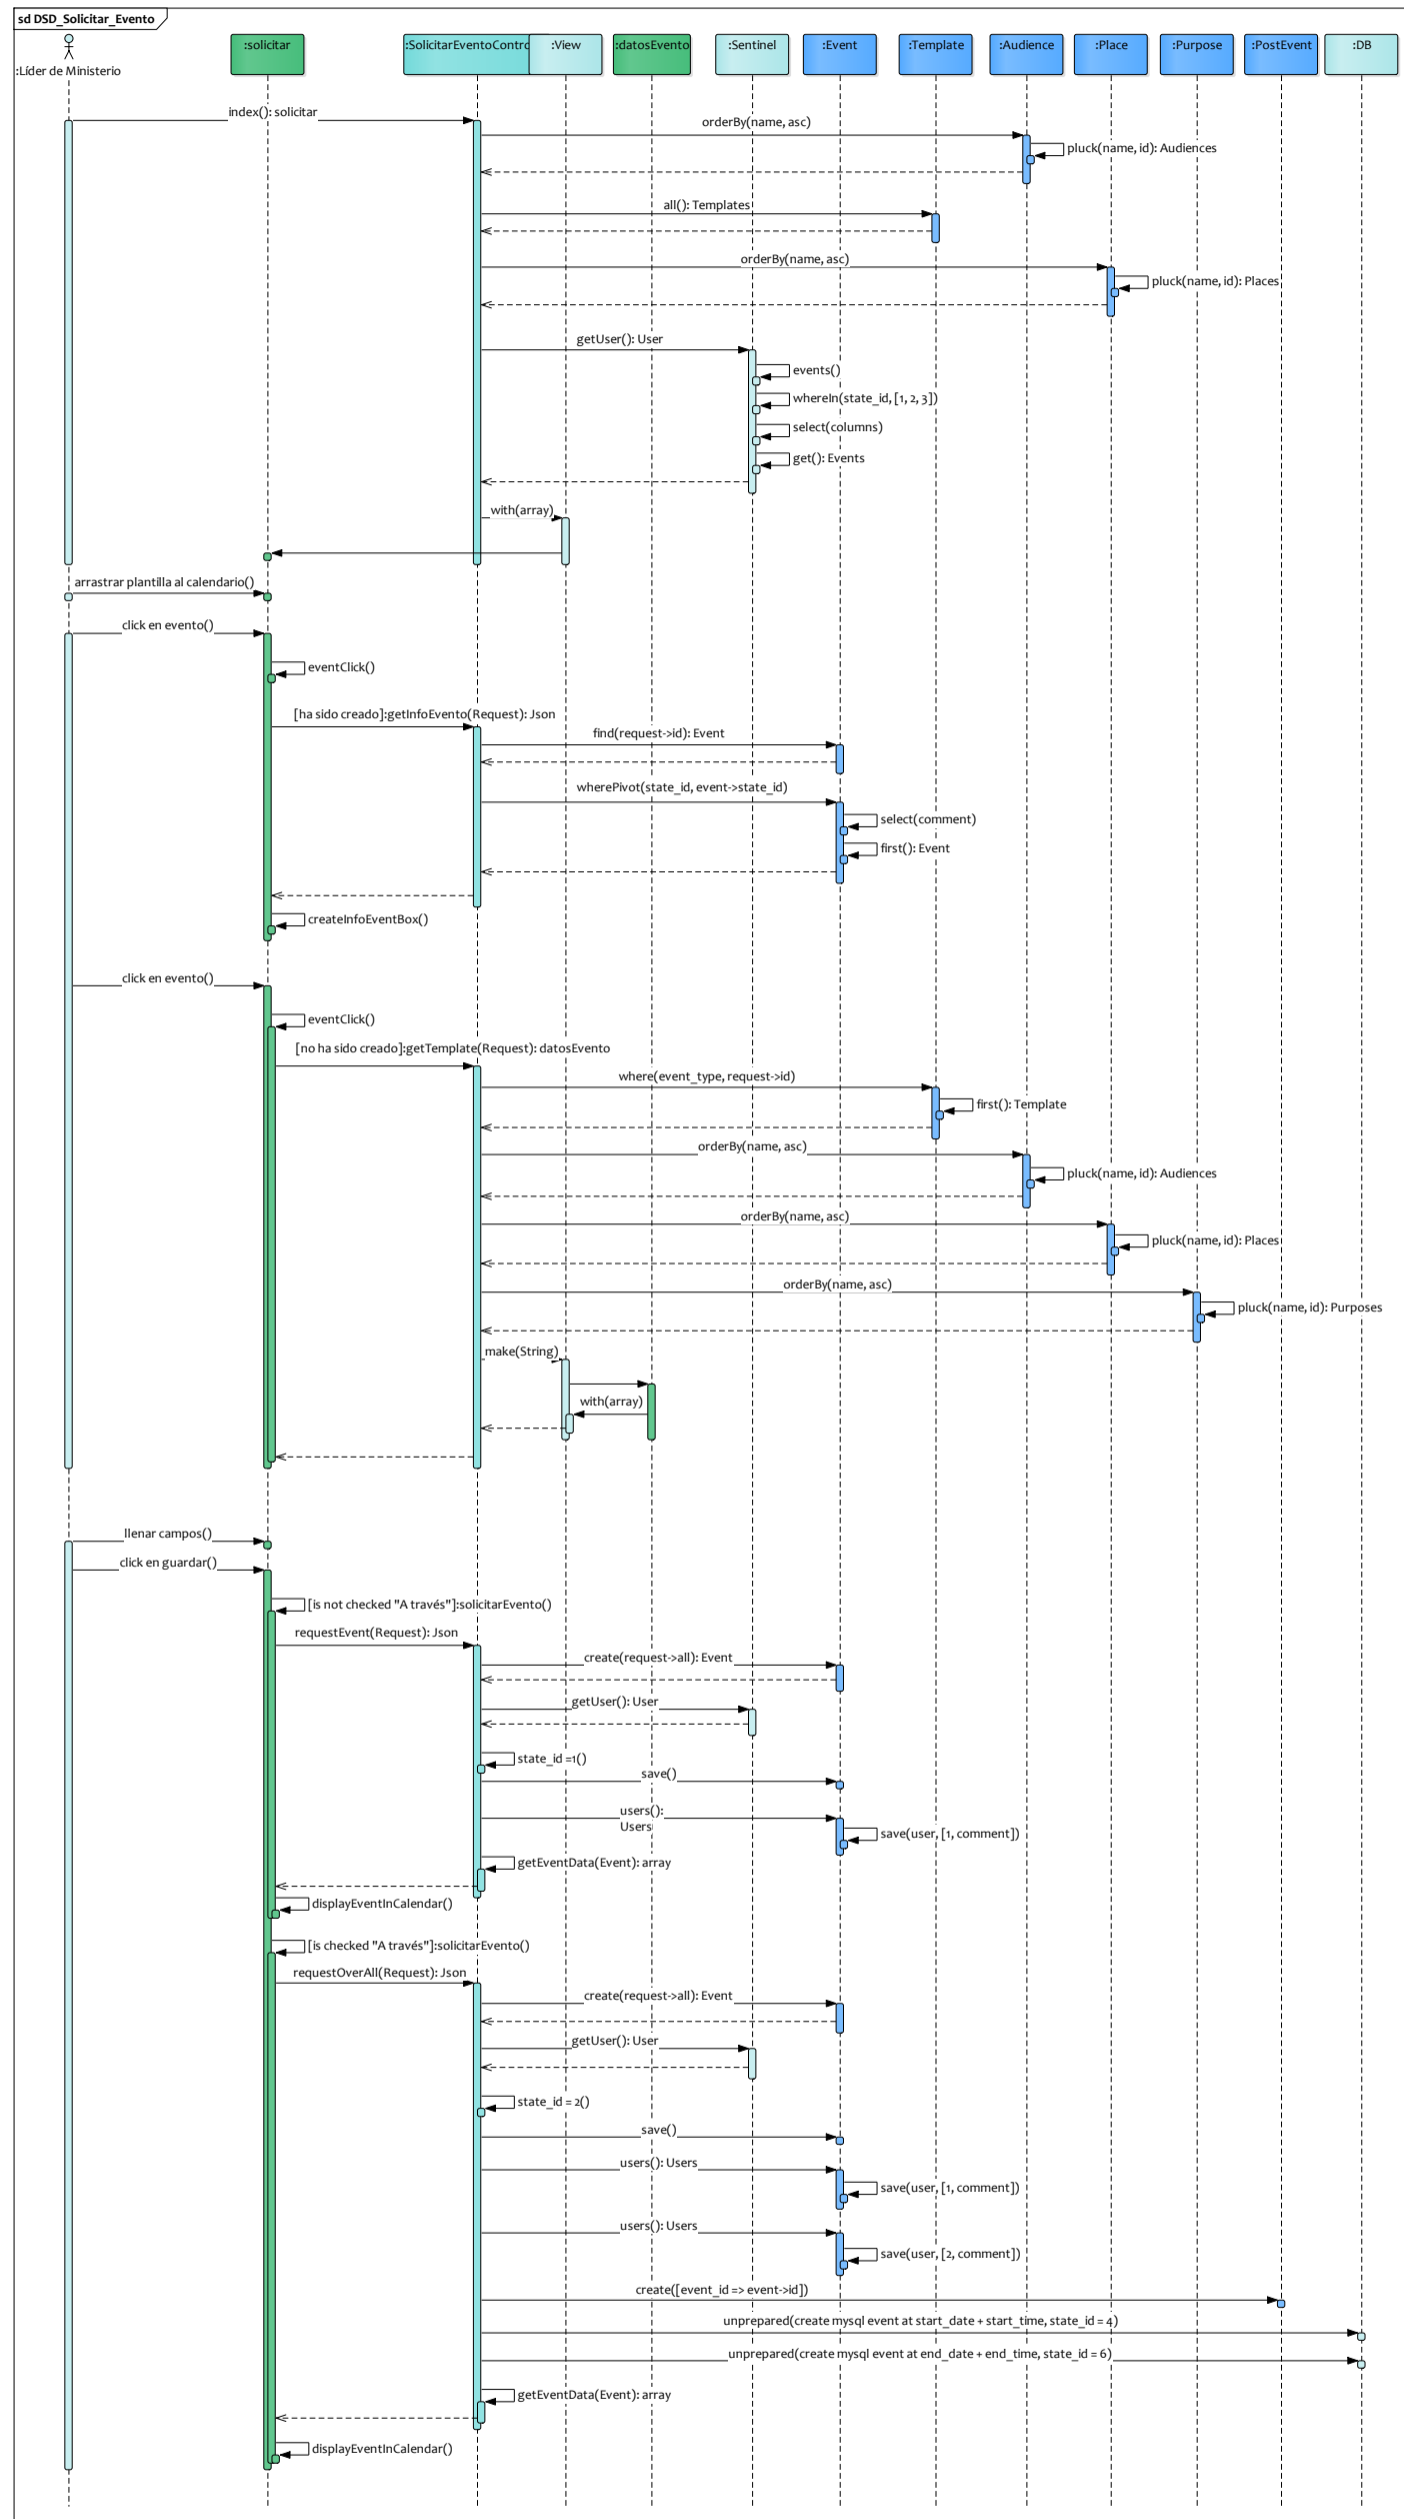 sd DSD_Solicitar_Evento
:Líder de Ministerio
:solicitar
:SolicitarEventoContro
:View
:datosEvento
:Sentinel
:Event
:Template
:Audience
:Place
:Purpose
:PostEvent
:DB
index(): solicitar
orderBy(name, asc)
pluck(name, id): Audiences
all(): Templates
orderBy(name, asc)
pluck(name, id): Places
getUser(): User
events()
whereIn(state_id, [1, 2, 3])
select(columns)
get(): Events
with(array)
arrastrar plantilla al calendario()
click en evento()
eventClick()
[ha sido creado]:getInfoEvento(Request): Json
find(request->id): Event
wherePivot(state_id, event->state_id)
select(comment)
first(): Event
createInfoEventBox()
click en evento()
eventClick()
[no ha sido creado]:getTemplate(Request): datosEvento
where(event_type, request->id)
first(): Template
orderBy(name, asc)
pluck(name, id): Audiences
orderBy(name, asc)
pluck(name, id): Places
orderBy(name, asc)
pluck(name, id): Purposes
make(String)
with(array)
llenar campos()
click en guardar()
[is not checked "A través"]:solicitarEvento()
requestEvent(Request): Json
create(request->all): Event
getUser(): User
state_id =1()
save()
users():
Users
save(user, [1, comment])
getEventData(Event): array
displayEventInCalendar()
[is checked "A través"]:solicitarEvento()
requestOverAll(Request): Json
create(request->all): Event
getUser(): User
state_id = 2()
save()
users(): Users
save(user, [1, comment])
users(): Users
save(user, [2, comment])
create([event_id => event->id])
unprepared(create mysql event at start_date + start_time, state_id = 4)
unprepared(create mysql event at end_date + end_time, state_id = 6)
getEventData(Event): array
displayEventInCalendar()